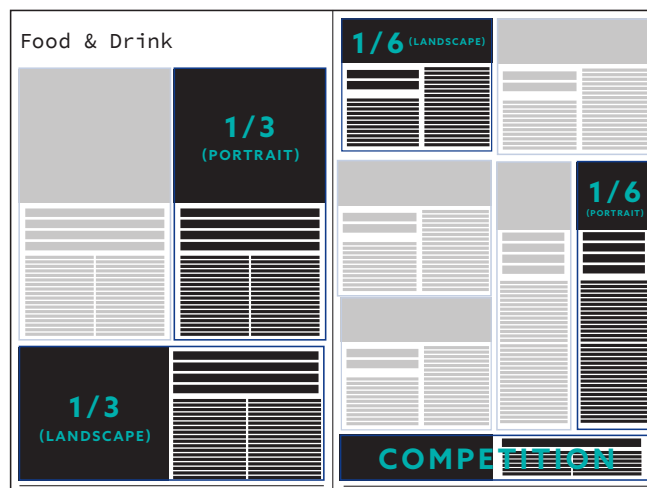 Food & Drink
1/3
(PORTRAIT)
1/3
(LANDSCAPE)
1/6 (LANDSCAPE)
1/6
(PORTRAIT)
COMPETITION